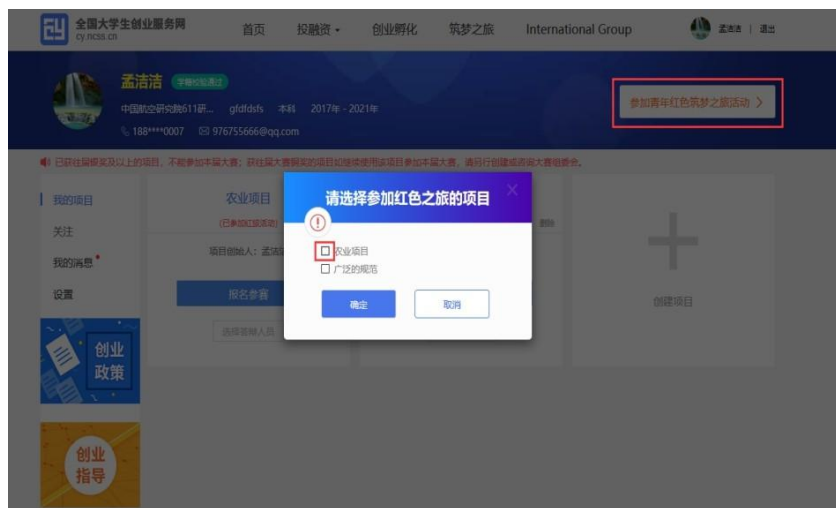 全国大学生创业服务网
cy.ncss.cn
首页 投融资 创业孵化 筑梦之旅 International Group 孟洁洁 | 退出
孟洁洁 学籍校验通过
中国航空研究院611研... gfdfdsfs 本科 2017年 - 2021年
188****0007 976755666@qq.com
参加青年红色筑梦之旅活动 >
已获往届银奖及以上的项目,不能参加本届大赛;获往届大赛铜奖的项目如继续使用该项目参加本届大赛,请另行创建或咨询大赛组委会。
我的项目
关注
我的消息
设置
农业项目
(已参加红旅活动)
项目创始人:孟洁洁
报名参赛
选择答辩人员
删除
创建项目
请选择参加红色之旅的项目
农业项目
广泛的规范
确定 取消
创业
政策
创业
指导